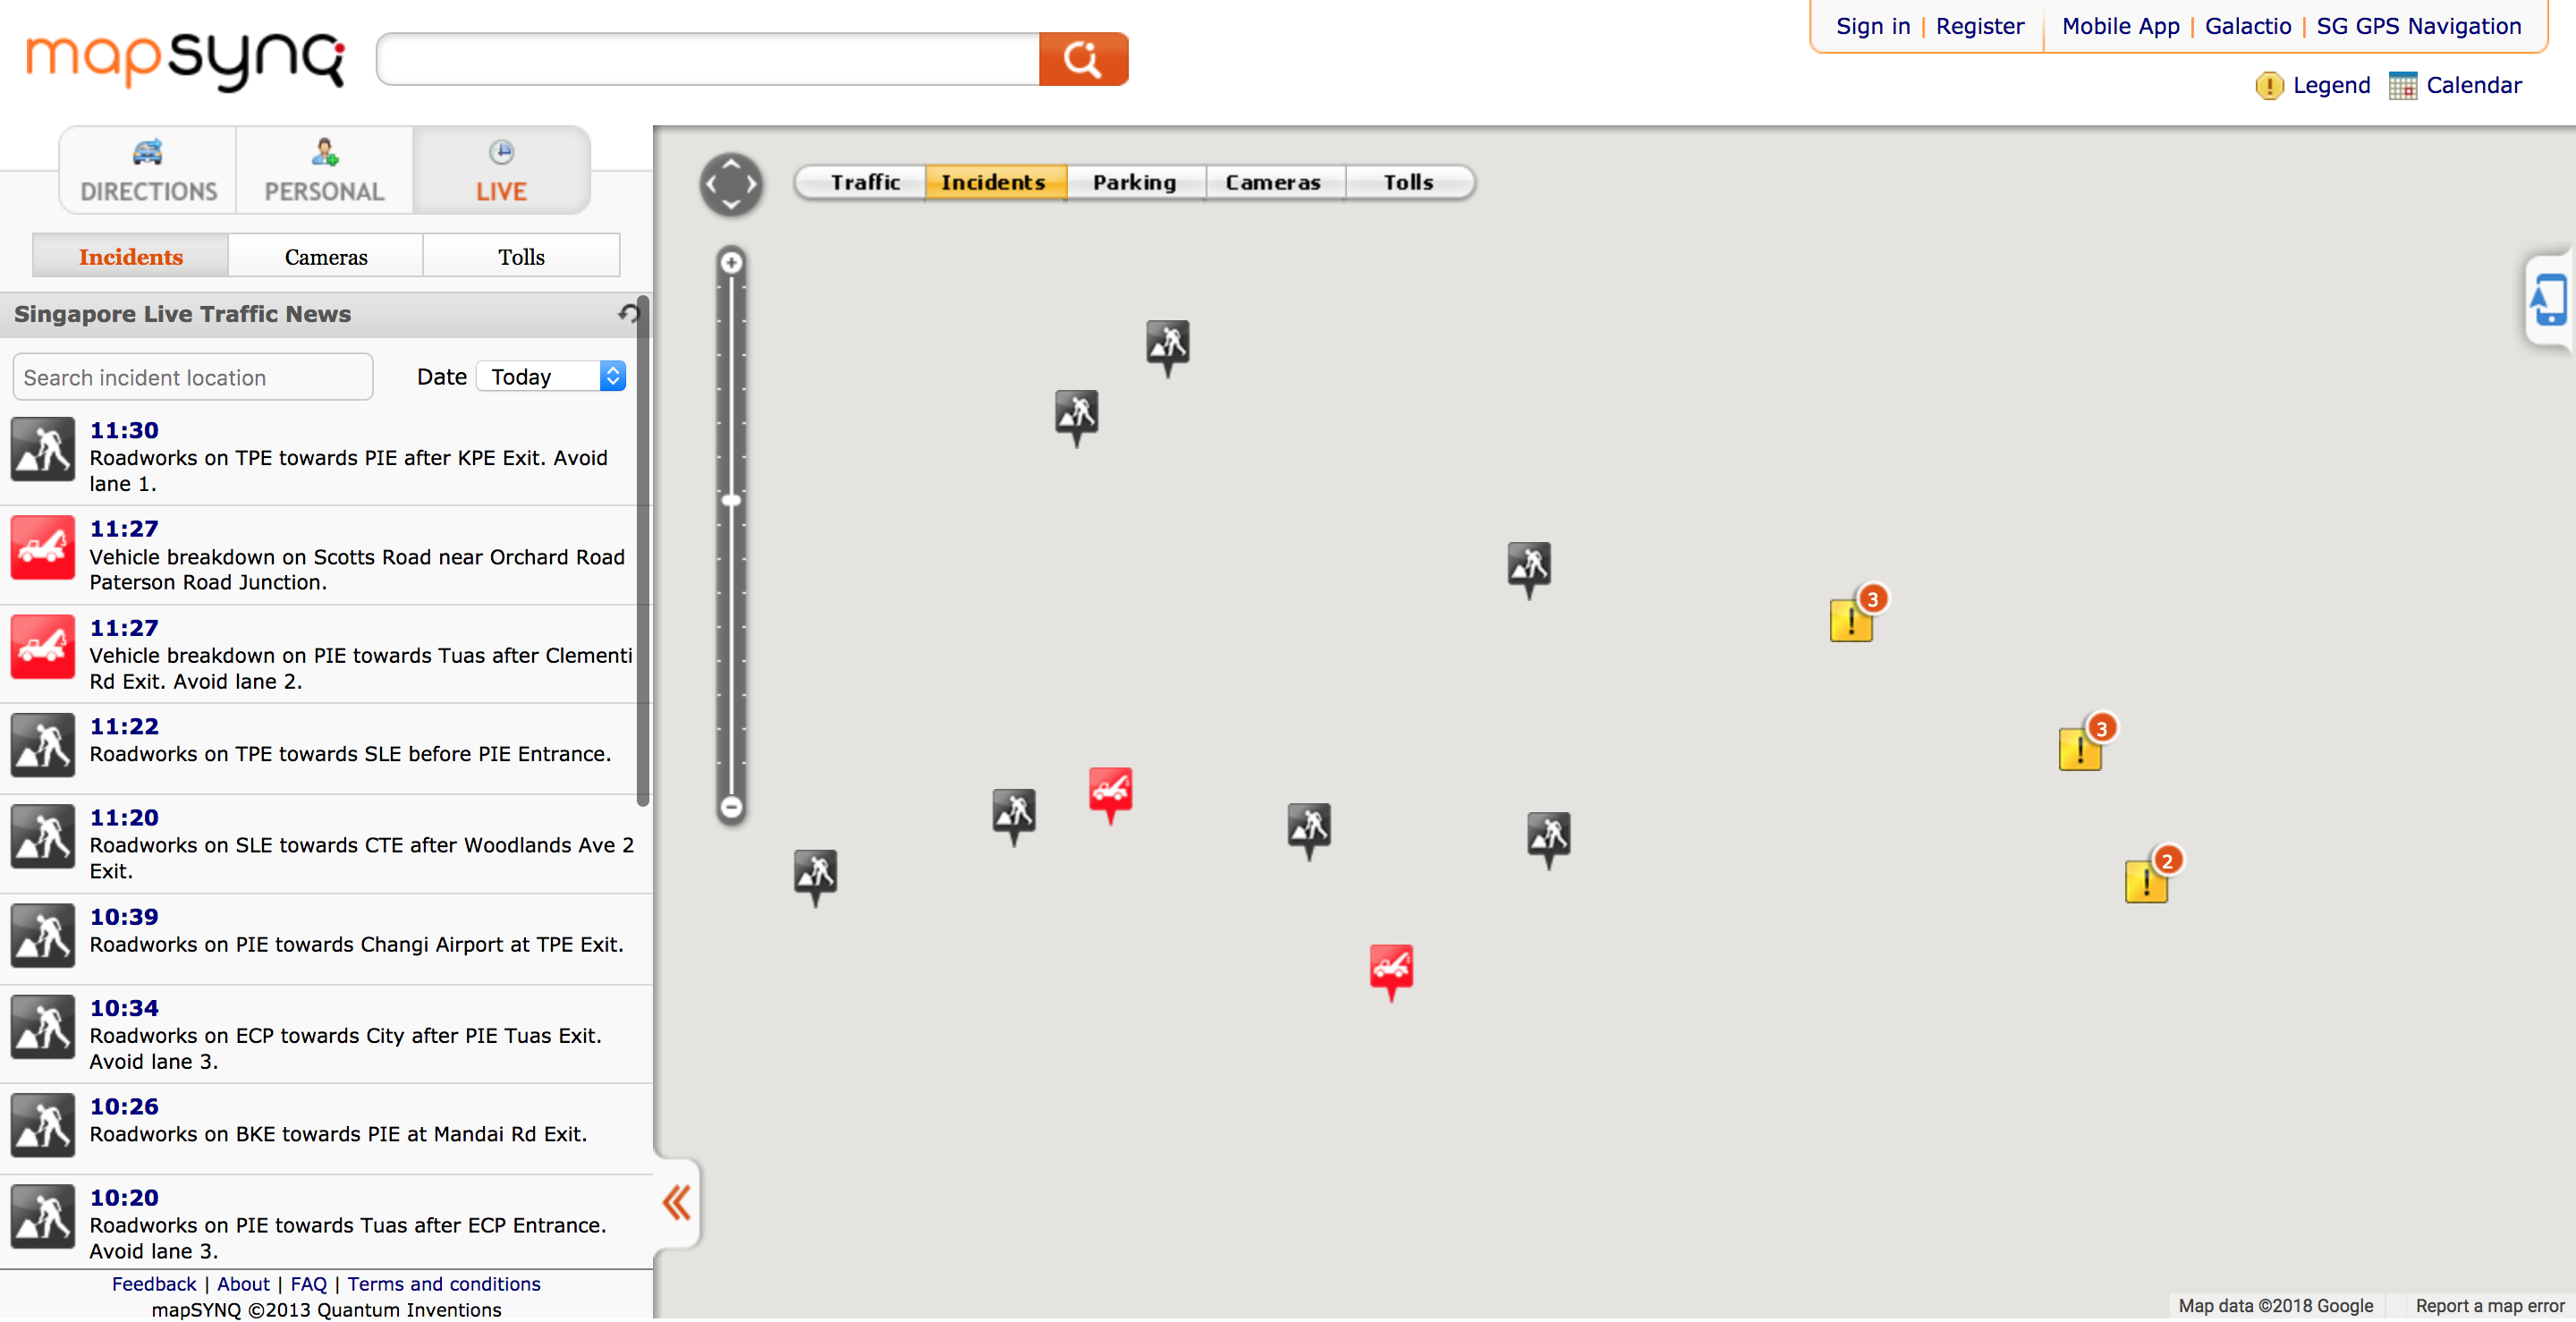 mapsynq
Sign in | Register
Mobile App | Galactio | SG GPS Navigation
Legend
Calendar
DIRECTIONS
PERSONAL
LIVE
Incidents
Cameras
Tolls
Singapore Live Traffic News
Search incident location
Date
Today
11:30
Roadworks on TPE towards PIE after KPE Exit. Avoid
lane 1.
11:27
Vehicle breakdown on Scotts Road near Orchard Road
Paterson Road Junction.
11:27
Vehicle breakdown on PIE towards Tuas after Clementi
Rd Exit. Avoid lane 2.
11:22
Roadworks on TPE towards SLE before PIE Entrance.
11:20
Roadworks on SLE towards CTE after Woodlands Ave 2
Exit.
10:39
Roadworks on PIE towards Changi Airport at TPE Exit.
10:34
Roadworks on ECP towards City after PIE Tuas Exit.
Avoid lane 3.
10:26
Roadworks on BKE towards PIE at Mandai Rd Exit.
10:20
Roadworks on PIE towards Tuas after ECP Entrance.
Avoid lane 3.
Feedback | About | FAQ | Terms and conditions
mapSYNQ ©2013 Quantum Inventions
Traffic
Incidents
Parking
Cameras
Tolls
3
3
2
Map data ©2018 Google
Report a map error